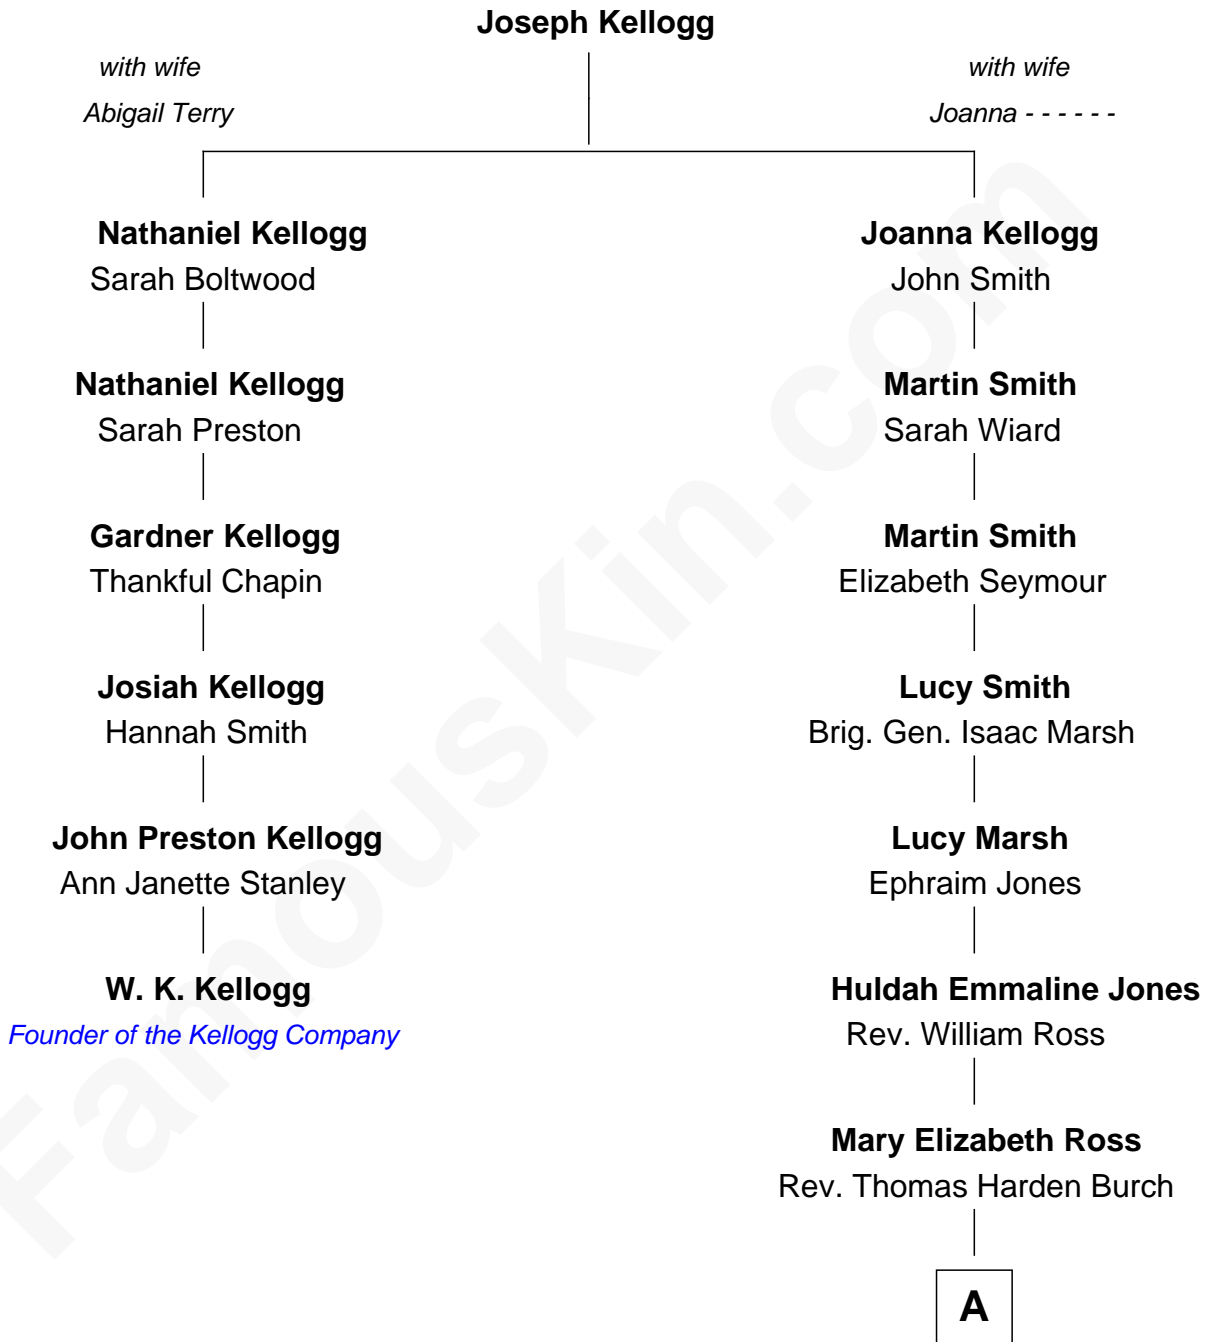 Joseph Kellogg
with wife
Abigail Terry
with wife
Joanna - - - - - -
Nathaniel Kellogg
Sarah Boltwood
Joanna Kellogg
John Smith
Nathaniel Kellogg
Sarah Preston
Martin Smith
Sarah Wiard
Gardner Kellogg
Thankful Chapin
Martin Smith
Elizabeth Seymour
Josiah Kellogg
Hannah Smith
Lucy Smith
Brig. Gen. Isaac Marsh
John Preston Kellogg
Ann Janette Stanley
Lucy Marsh
Ephraim Jones
W. K. Kellogg
Founder of the Kellogg Company
Huldah Emmaline Jones
Rev. William Ross
Mary Elizabeth Ross
Rev. Thomas Harden Burch
A
FamousKin.com